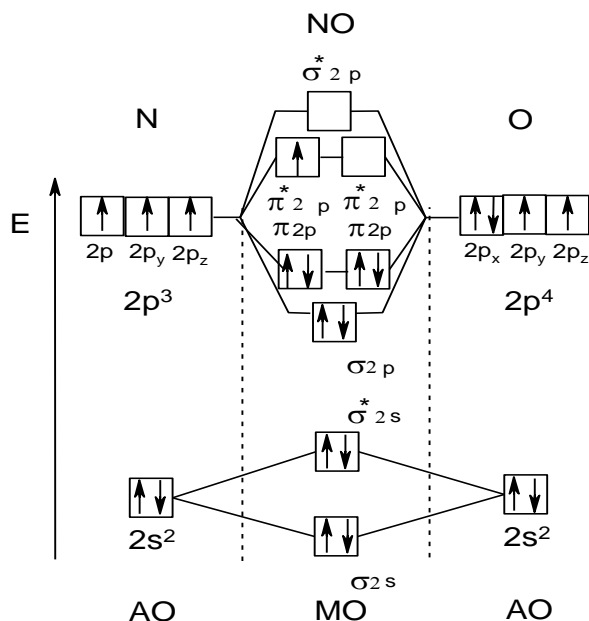 NO
σ*2p
N
O
E
π*2p π*2p
π2p π2p
2p 2py 2pz
2px 2py 2pz
2p³
2p⁴
σ2p
σ*2s
2s²
2s²
σ2s
AO
MO
AO